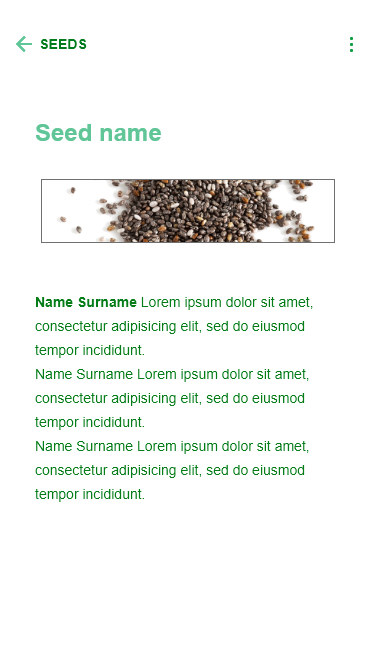 SEEDS
Seed name
Name Surname Lorem ipsum dolor sit amet,
consectetur adipisicing elit, sed do eiusmod
tempor incididunt.
Name Surname Lorem ipsum dolor sit amet,
consectetur adipisicing elit, sed do eiusmod
tempor incididunt.
Name Surname Lorem ipsum dolor sit amet,
consectetur adipisicing elit, sed do eiusmod
tempor incididunt.